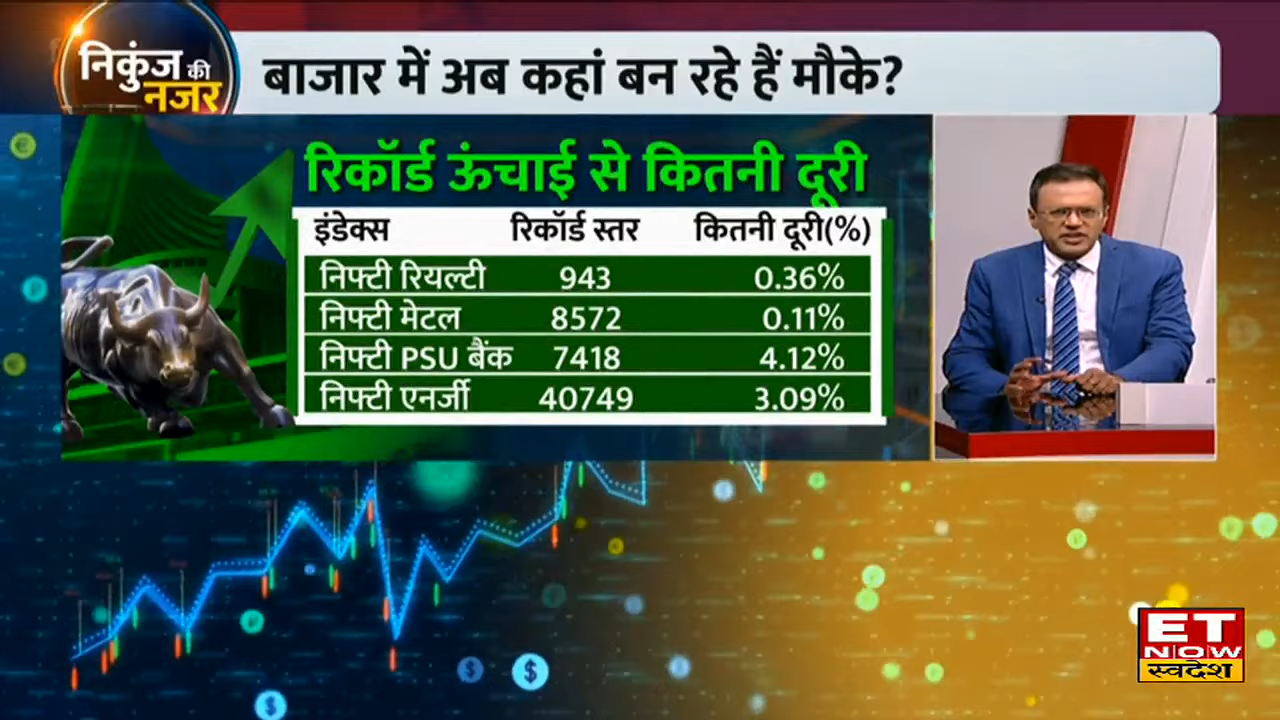 निकुंज की
नजर
बाजार में अब कहां बन रहे हैं मौके?
रिकॉर्ड ऊंचाई से कितनी दूरी
इंडेक्स रिकॉर्ड स्तर कितनी दूरी(%)
निफ्टी रियल्टी 943 0.36%
निफ्टी मेटल 8572 0.11%
निफ्टी PSU बैंक 7418 4.12%
निफ्टी एनर्जी 40749 3.09%
ET
NOW
स्वदेश